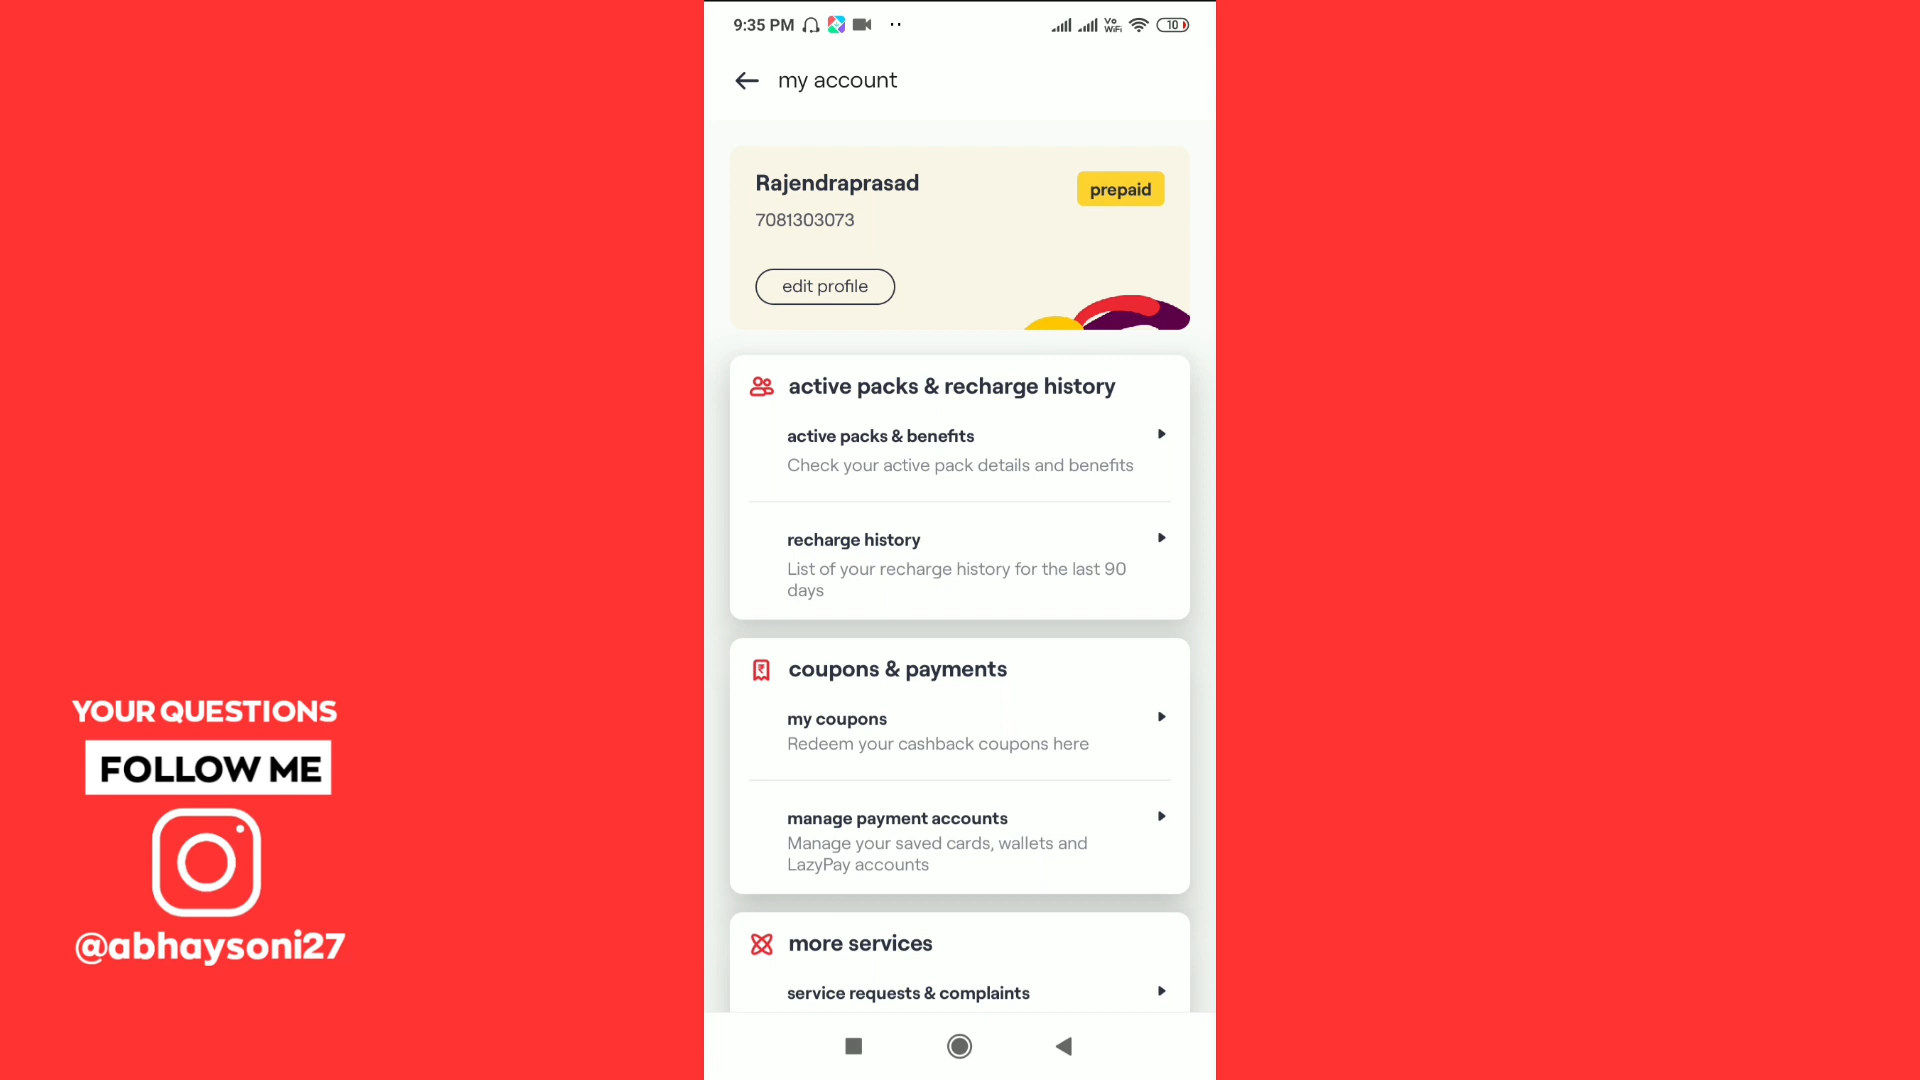 9:35 PM
Vo
WiFi
10
my account
Rajendraprasad
prepaid
7081303073
edit profile
active packs & recharge history
active packs & benefits
Check your active pack details and benefits
recharge history
List of your recharge history for the last 90
days
coupons & payments
my coupons
Redeem your cashback coupons here
manage payment accounts
Manage your saved cards, wallets and
LazyPay accounts
more services
service requests & complaints
YOUR QUESTIONS
FOLLOW ME
@abhaysoni27